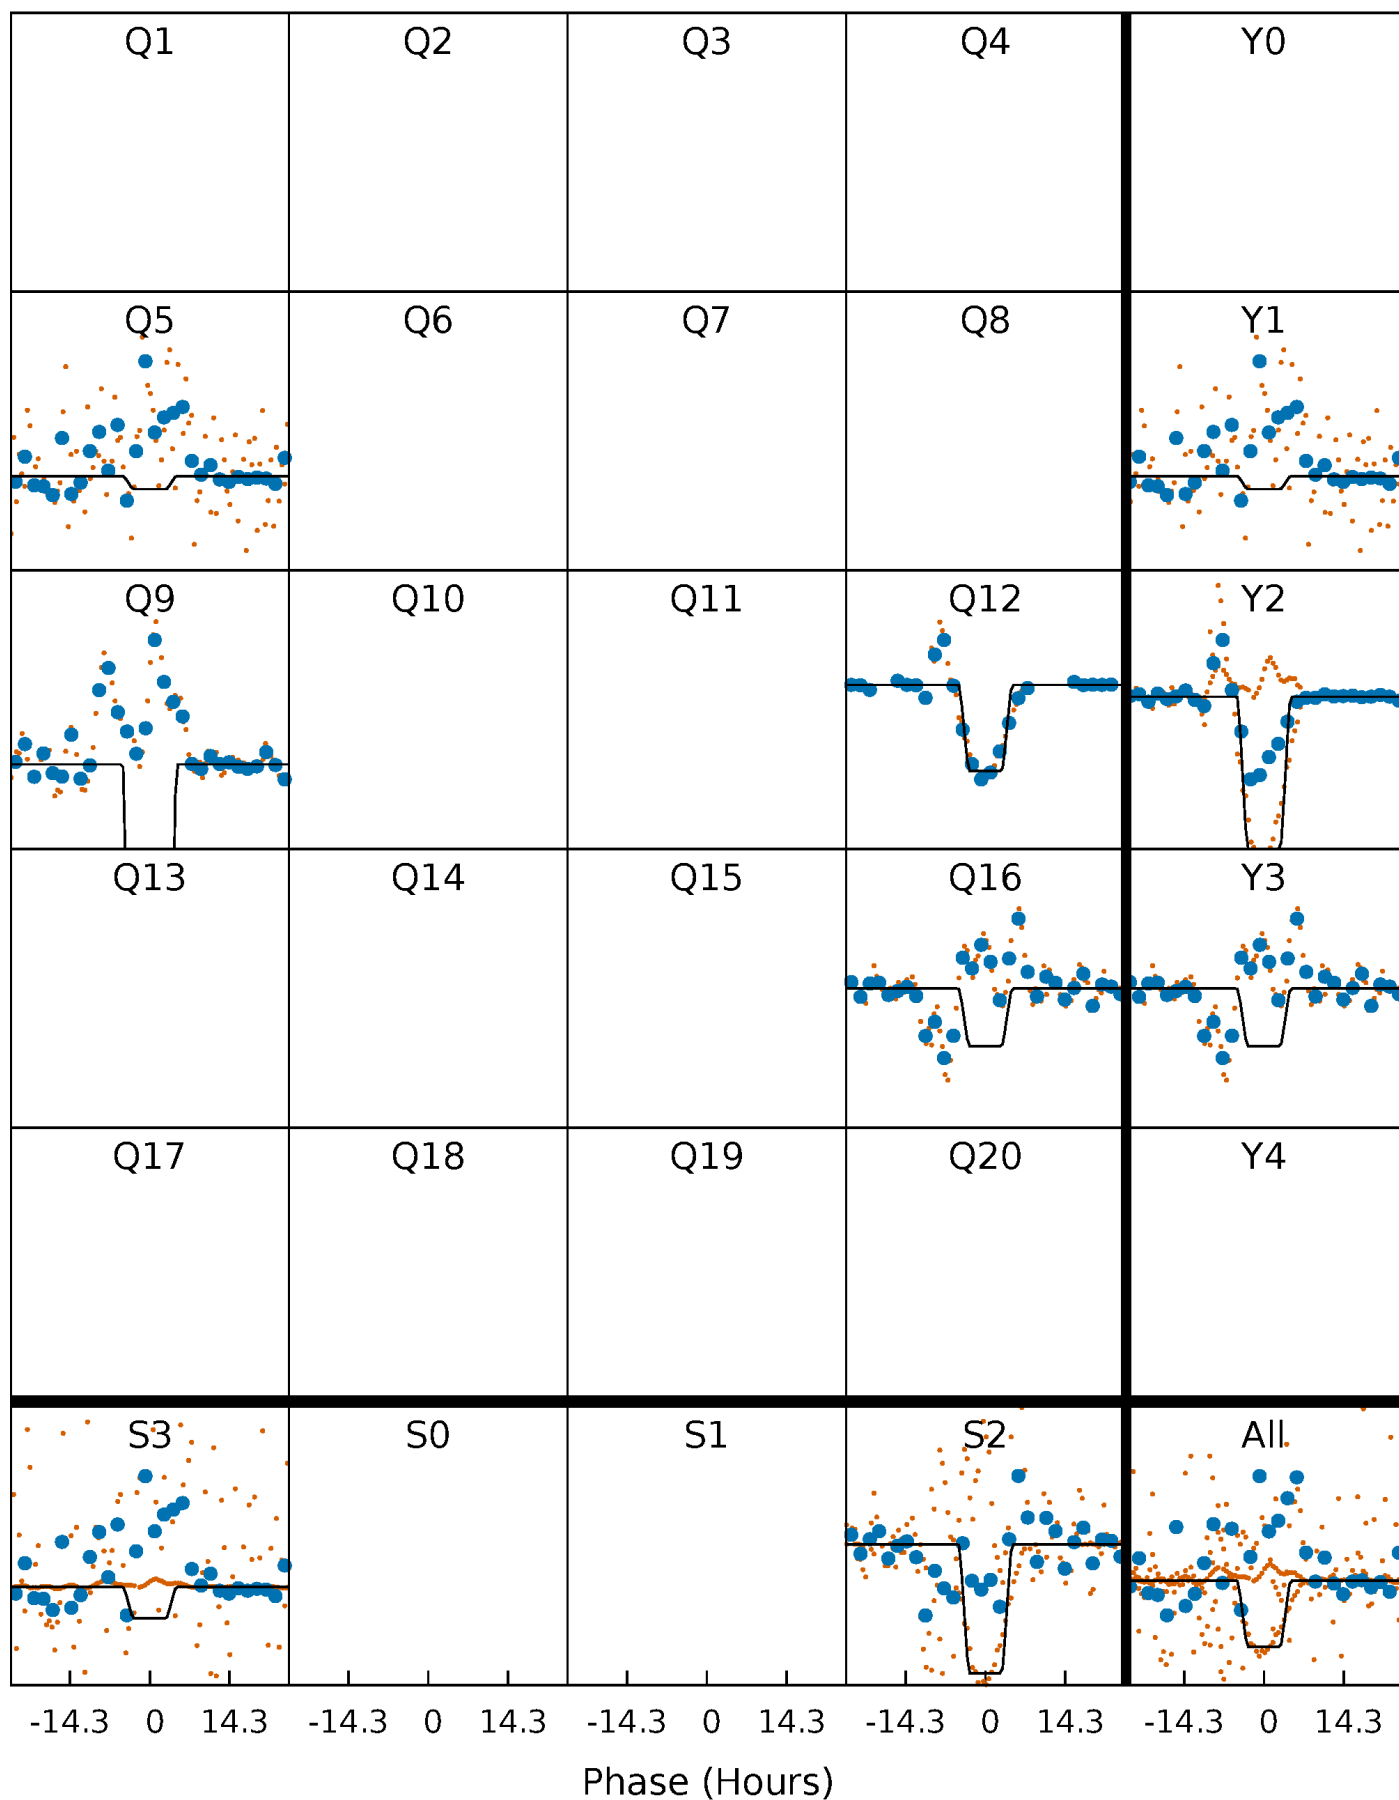 Q1 Q2 Q3 Q4 Y0
Q5 Q6 Q7 Q8 Y1
Q9 Q10 Q11 Q12 Y2
Q13 Q14 Q15 Q16 Y3
Q17 Q18 Q19 Q20 Y4
S3 S0 S1 S2 All
-14.3 0 14.3 -14.3 0 14.3 -14.3 0 14.3 -14.3 0 14.3 -14.3 0 14.3
Phase (Hours)